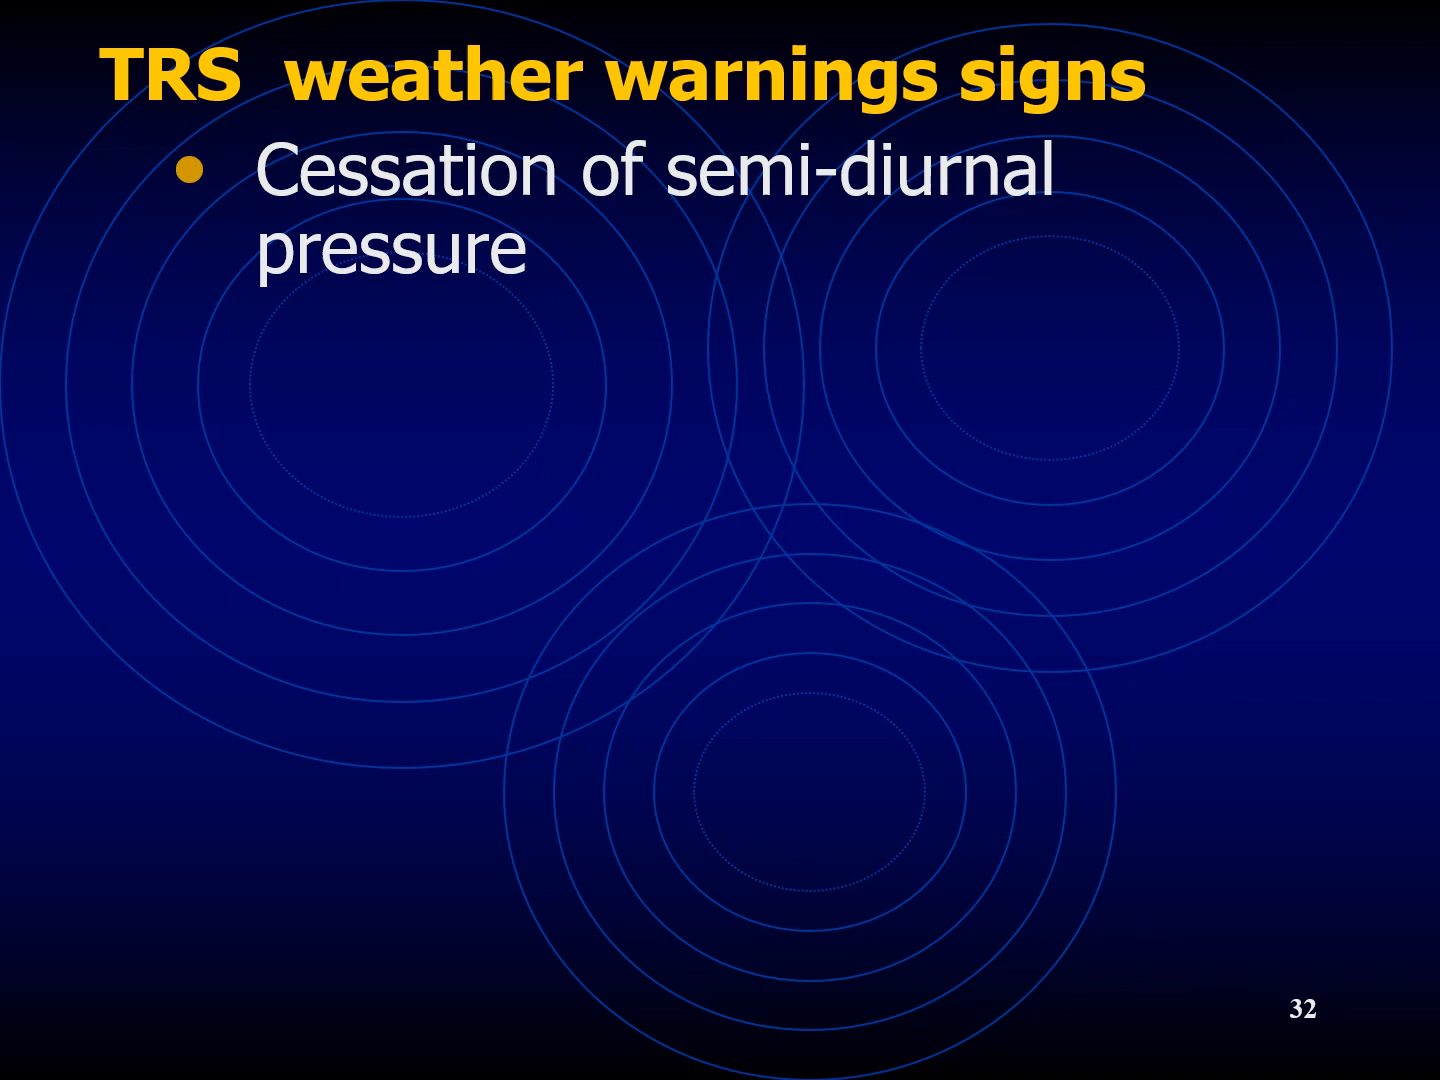 TRS  weather warnings signs
• Cessation of semi-diurnal
pressure
32